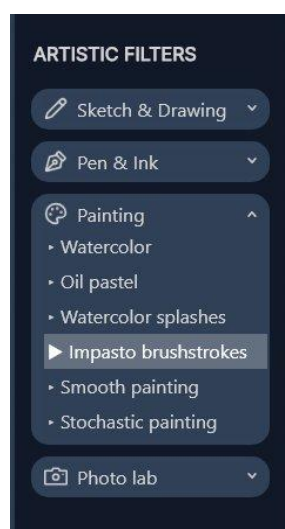 ARTISTIC FILTERS
Sketch & Drawing
Pen & Ink
Painting
Watercolor
Oil pastel
Watercolor splashes
Impasto brushstrokes
Smooth painting
Stochastic painting
Photo lab